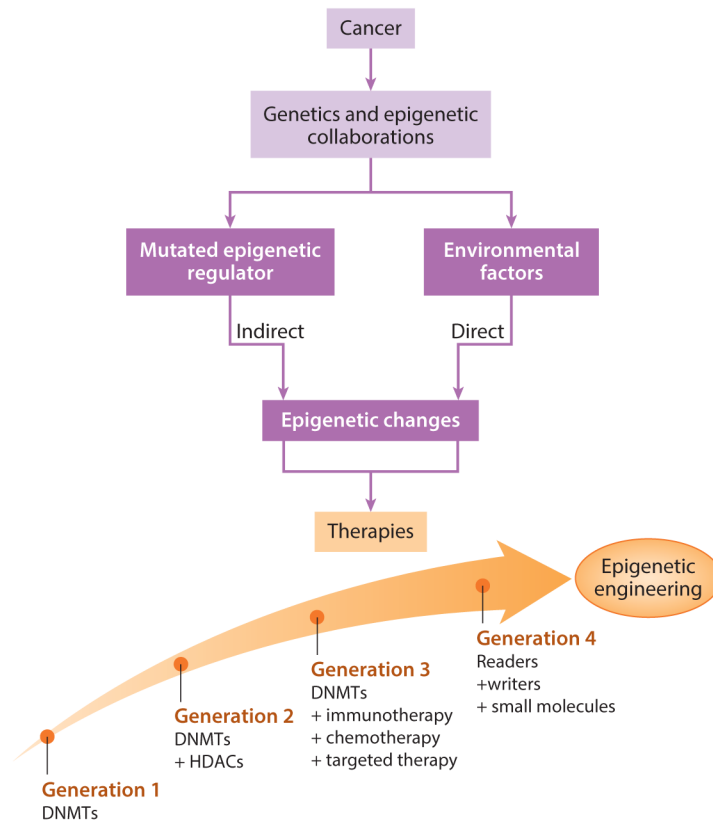 Cancer
Genetics and epigenetic
collaborations
Mutated epigenetic
regulator
Environmental
factors
Indirect
Direct
Epigenetic changes
Therapies
Epigenetic
engineering
Generation 4
Readers
+writers
+ small molecules
Generation 3
DNMTs
+ immunotherapy
+ chemotherapy
+ targeted therapy
Generation 2
DNMTs
+ HDACs
Generation 1
DNMTs